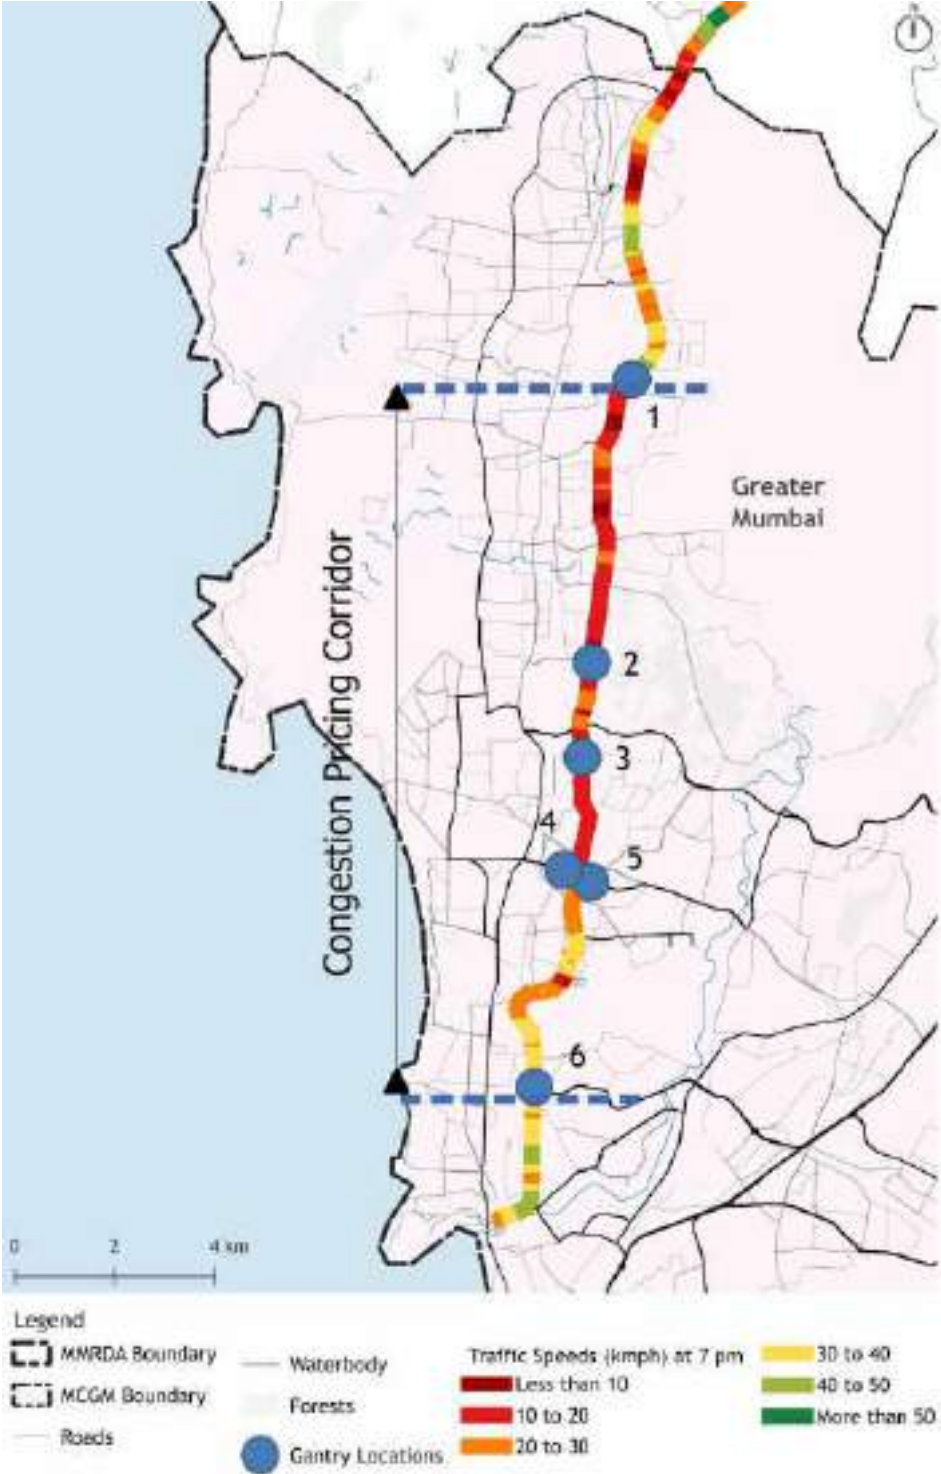 N
1
Greater
Mumbai
Congestion Pricing Corridor
2
3
4
5
6
0 2 4 km
Legend
MMRDA Boundary
MCGM Boundary
Roads
Waterbody
Forests
Gantry Locations
Traffic Speeds (kmph) at 7 pm
Less than 10
10 to 20
20 to 30
30 to 40
40 to 50
More than 50